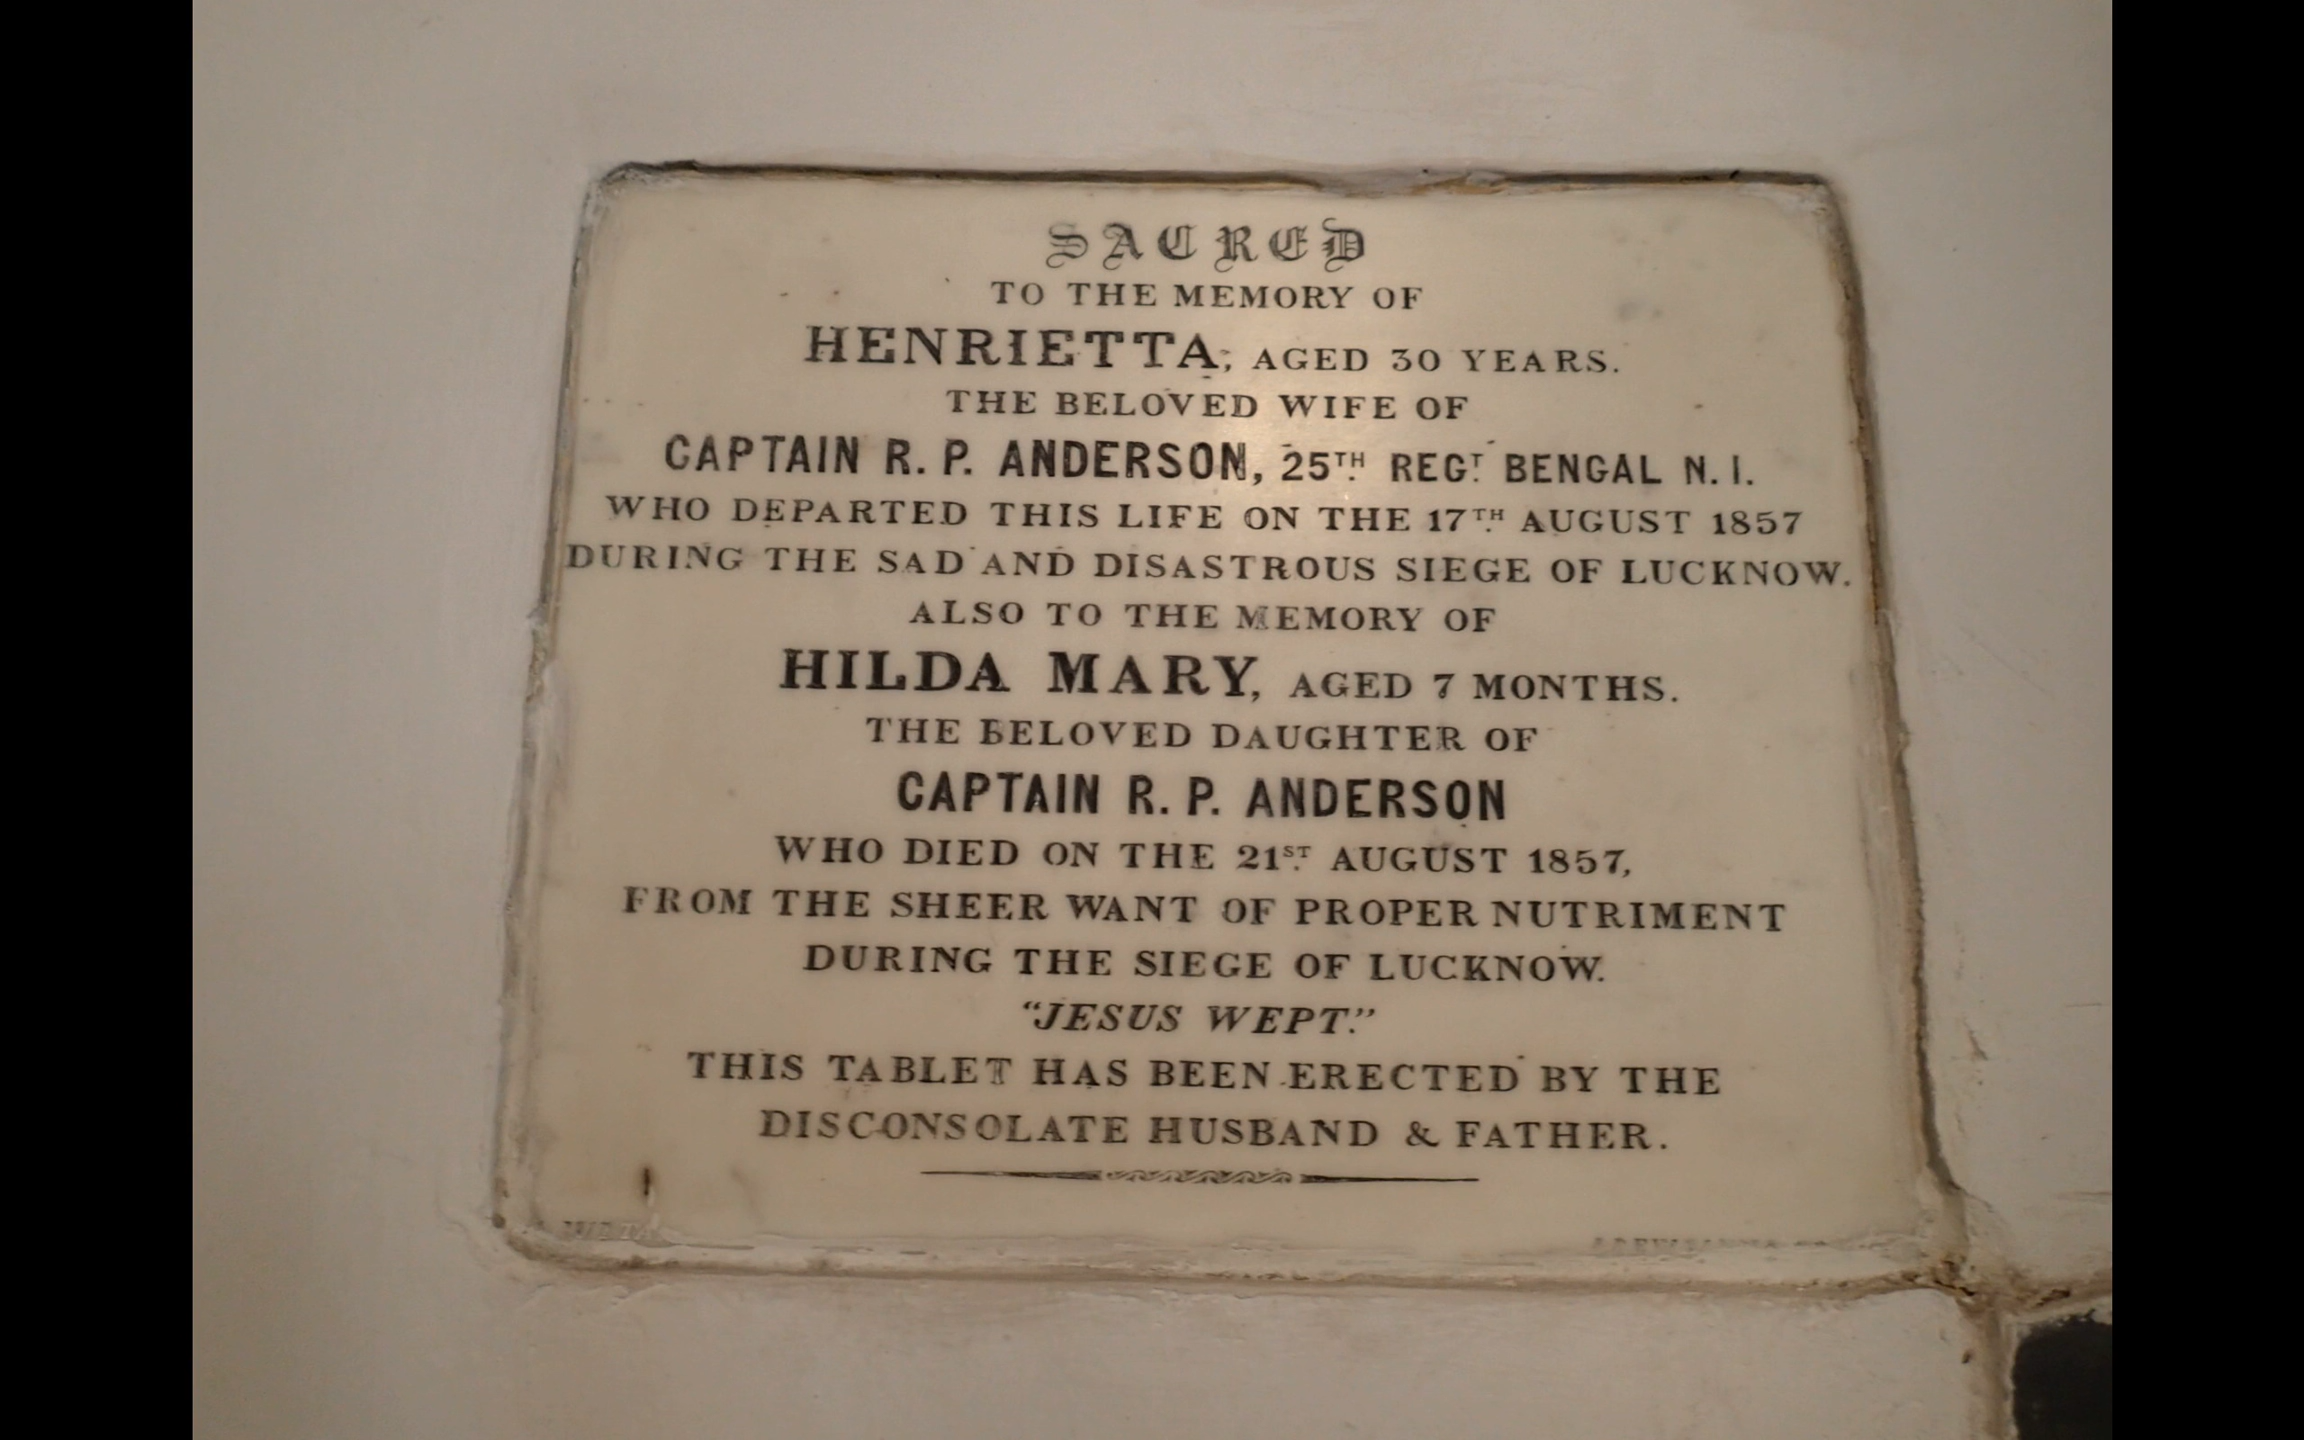 SACRED
TO THE MEMORY OF
HENRIETTA, AGED 30 YEARS.
THE BELOVED WIFE OF
CAPTAIN R. P. ANDERSON, 25TH. REGT. BENGAL N. I.
WHO DEPARTED THIS LIFE ON THE 17TH. AUGUST 1857
DURING THE SAD AND DISASTROUS SIEGE OF LUCKNOW.
ALSO TO THE MEMORY OF
HILDA MARY, AGED 7 MONTHS.
THE BELOVED DAUGHTER OF
CAPTAIN R. P. ANDERSON
WHO DIED ON THE 21ST. AUGUST 1857,
FROM THE SHEER WANT OF PROPER NUTRIMENT
DURING THE SIEGE OF LUCKNOW.
"JESUS WEPT."
THIS TABLET HAS BEEN ERECTED BY THE
DISCONSOLATE HUSBAND & FATHER.